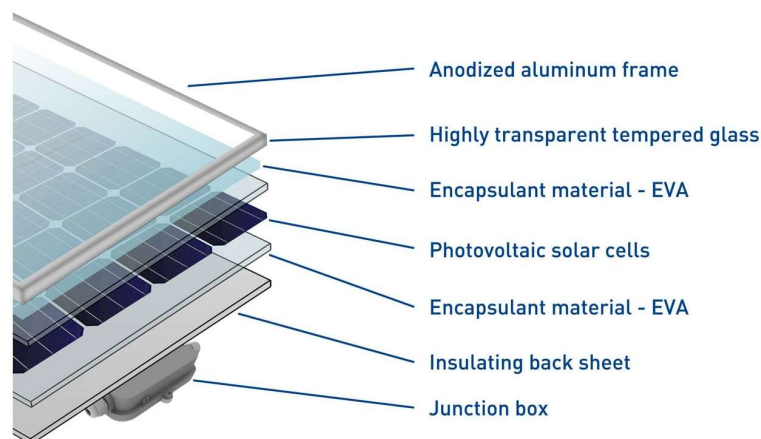 Anodized aluminum frame
Highly transparent tempered glass
Encapsulant material - EVA
Photovoltaic solar cells
Encapsulant material - EVA
Insulating back sheet
Junction box